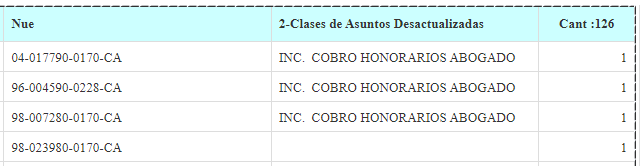 Nue 2-Clases de Asuntos Desactualizadas Cant :126
04-017790-0170-CA INC.  COBRO HONORARIOS ABOGADO 1
96-004590-0228-CA INC.  COBRO HONORARIOS ABOGADO 1
98-007280-0170-CA INC.  COBRO HONORARIOS ABOGADO 1
98-023980-0170-CA 1